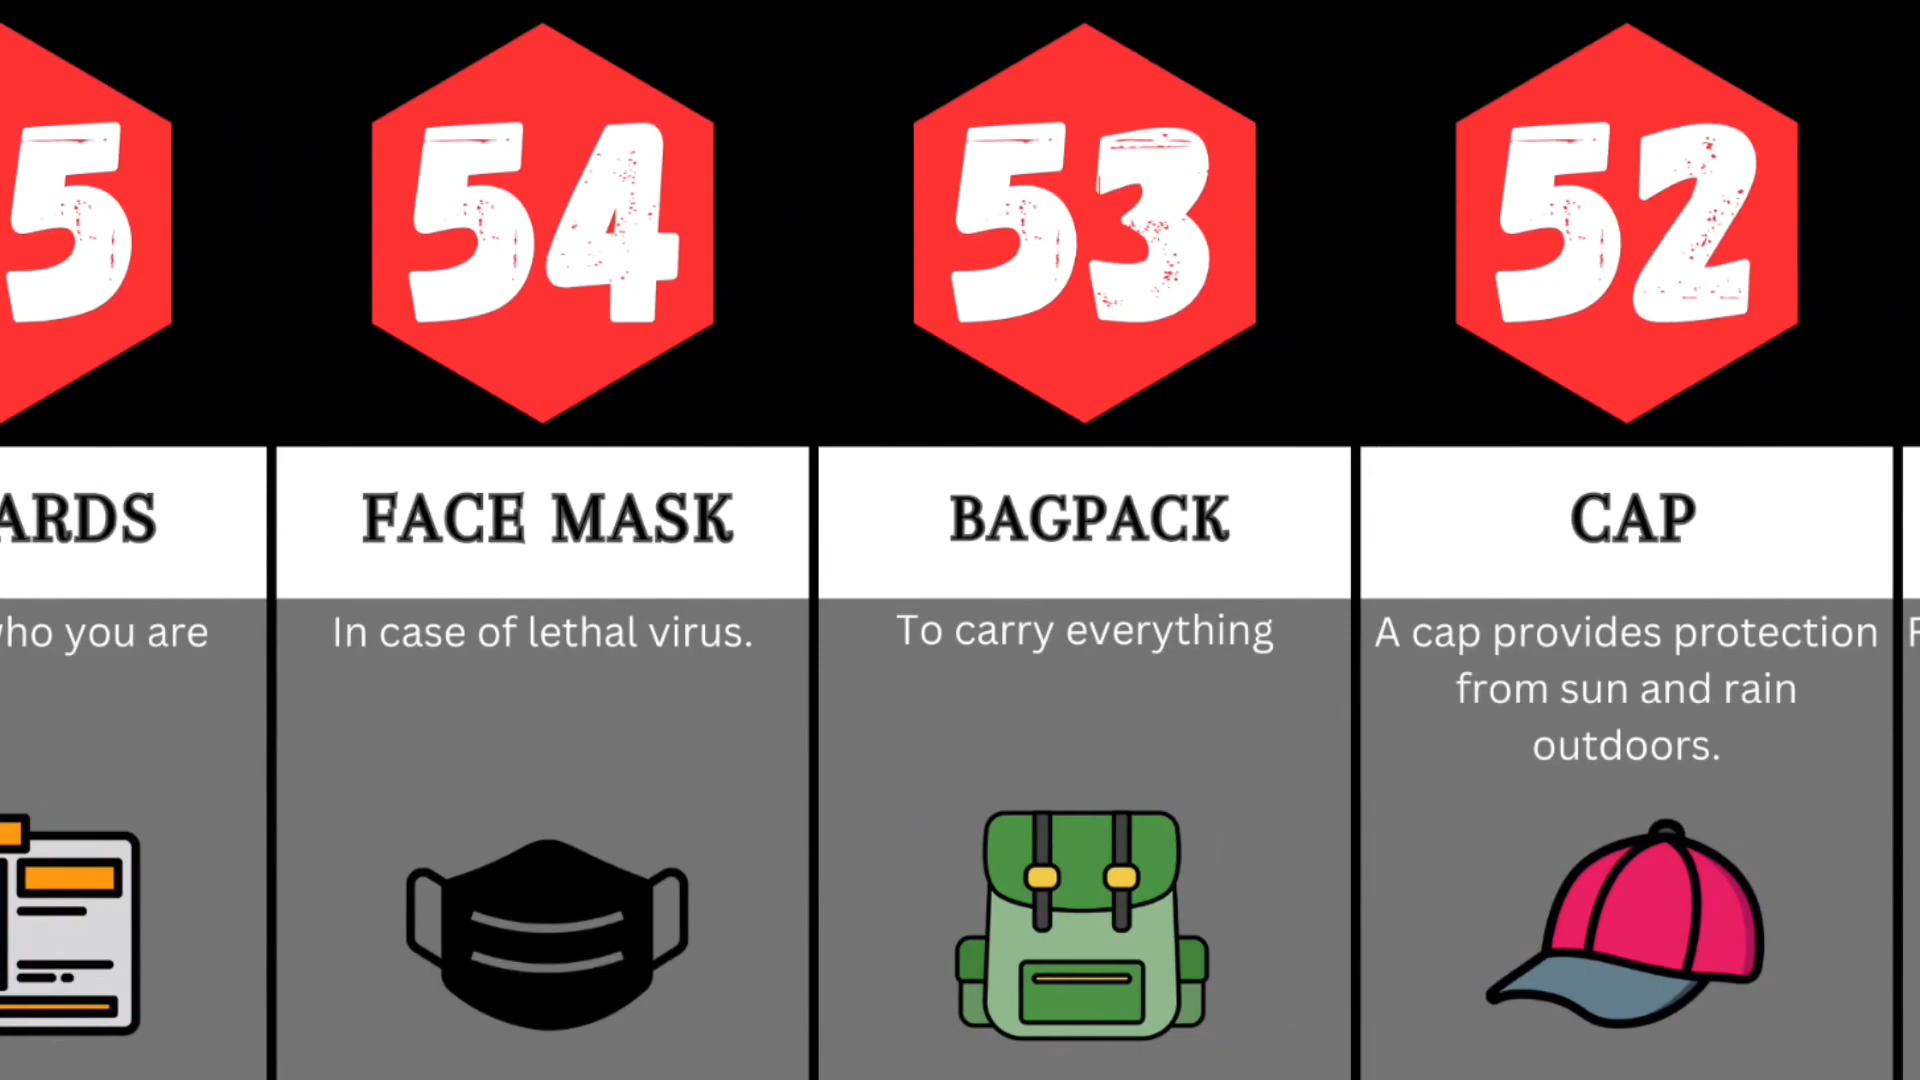 5
54
53
52
ARDS
FACE MASK
BAGPACK
CAP
who you are
In case of lethal virus.
To carry everything
A cap provides protection
from sun and rain
outdoors.